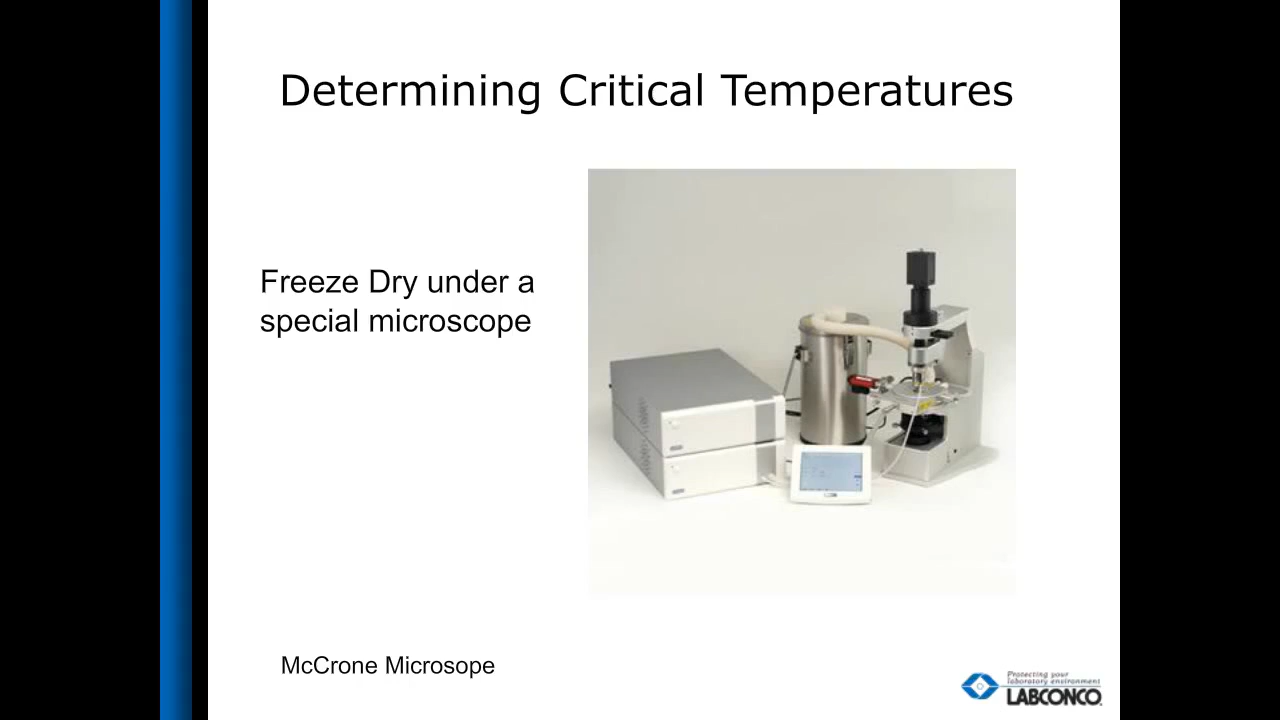 Determining Critical Temperatures
Freeze Dry under a
special microscope
McCrone Microsope
Protecting your
laboratory environment
LABCONCO